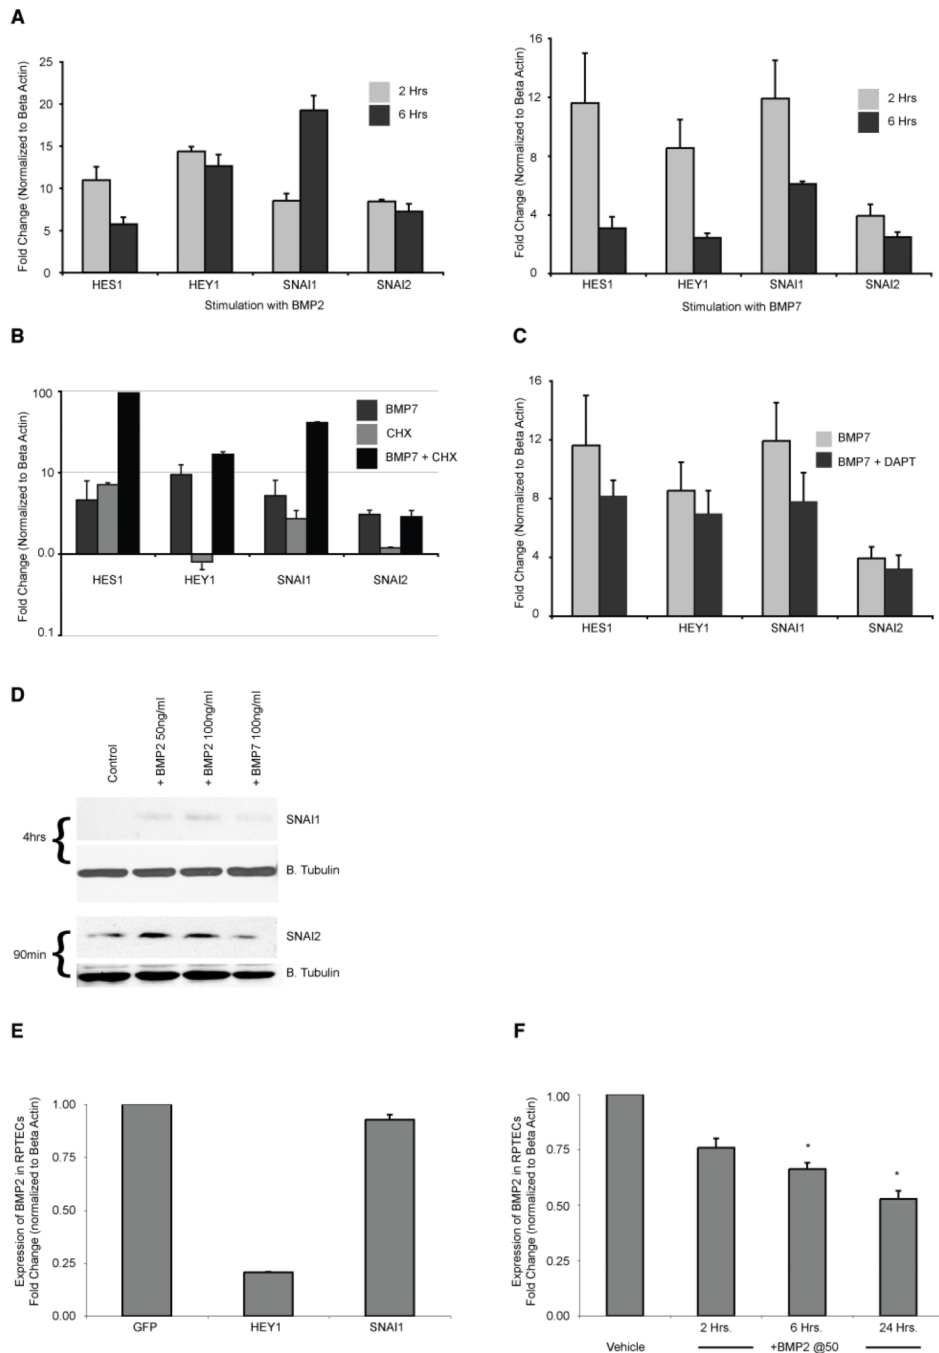 A
Fold Change (Normalized to Beta Actin)
25
20
15
10
5
0
2 Hrs
6 Hrs
HES1
HEY1
SNAI1
SNAI2
Stimulation with BMP2
Fold Change (Normalized to Beta Actin)
16
12
8
4
0
2 Hrs
6 Hrs
HES1
HEY1
SNAI1
SNAI2
Stimulation with BMP7
B
Fold Change (Normalized to Beta Actin)
100
10
0.0
0.1
BMP7
CHX
BMP7 + CHX
HES1
HEY1
SNAI1
SNAI2
C
Fold Change (Normalized to Beta Actin)
16
12
8
4
0
BMP7
BMP7 + DAPT
HES1
HEY1
SNAI1
SNAI2
D
Control
+ BMP2 50ng/ml
+ BMP2 100ng/ml
+ BMP7 100ng/ml
4hrs
SNAI1
B. Tubulin
90min
SNAI2
B. Tubulin
E
Expression of BMP2 in RPTECs
Fold Change (normalized to Beta Actin)
1.00
0.75
0.50
0.25
0.00
GFP
HEY1
SNAI1
F
Expression of BMP2 in RPTECs
Fold Change (normalized to Beta Actin)
1.00
0.75
0.50
0.25
0.00
*
*
2 Hrs.
6 Hrs.
24 Hrs.
Vehicle
+BMP2 @50